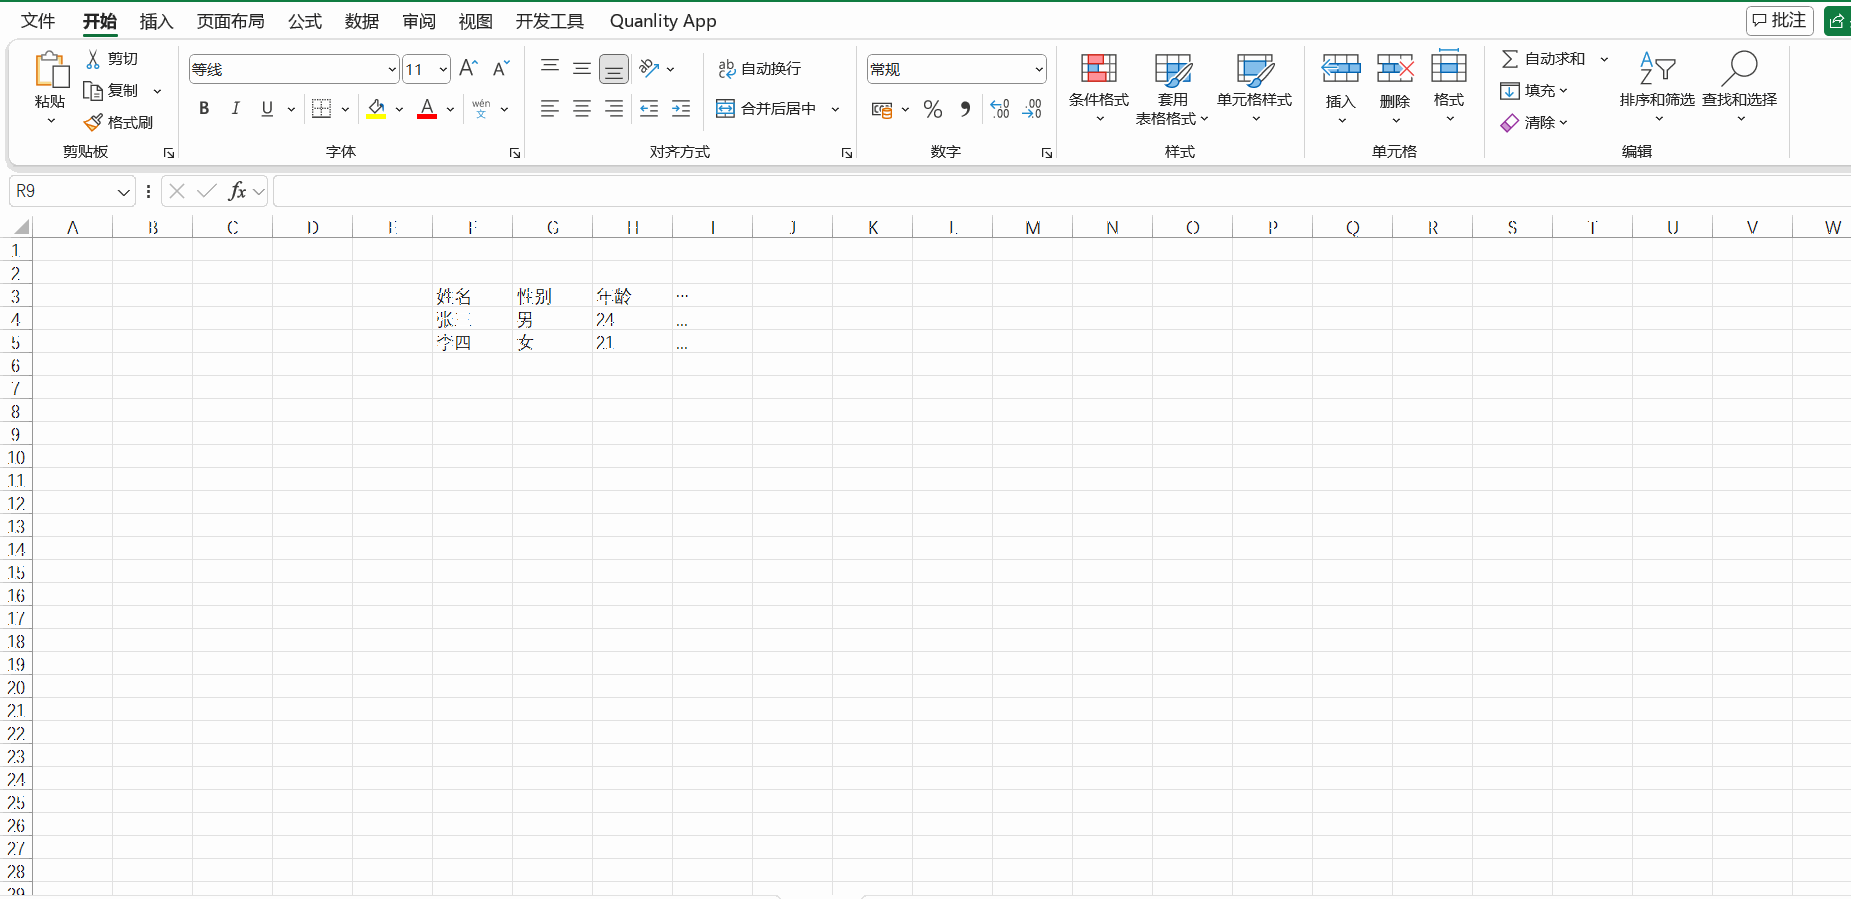 文件 开始 插入 页面布局 公式 数据 审阅 视图 开发工具 Quanlity App 批注
粘贴 剪切 复制 格式刷 剪贴板
等线 11 A A B I U A wén 文 字体
ab 自动换行 合并后居中 对齐方式
常规 % .00 .00 数字
条件格式 套用 表格格式 单元格样式 样式
插入 删除 格式 单元格
自动求和 填充 清除 排序和筛选 查找和选择 编辑
R9 fx
A B C D E F G H I J K L M N O P Q R S T U V W
1
2
3 姓名 性别 年龄 ...
4 张三 男 24 ...
5 李四 女 21 ...
6
7
8
9
10
11
12
13
14
15
16
17
18
19
20
21
22
23
24
25
26
27
28
29